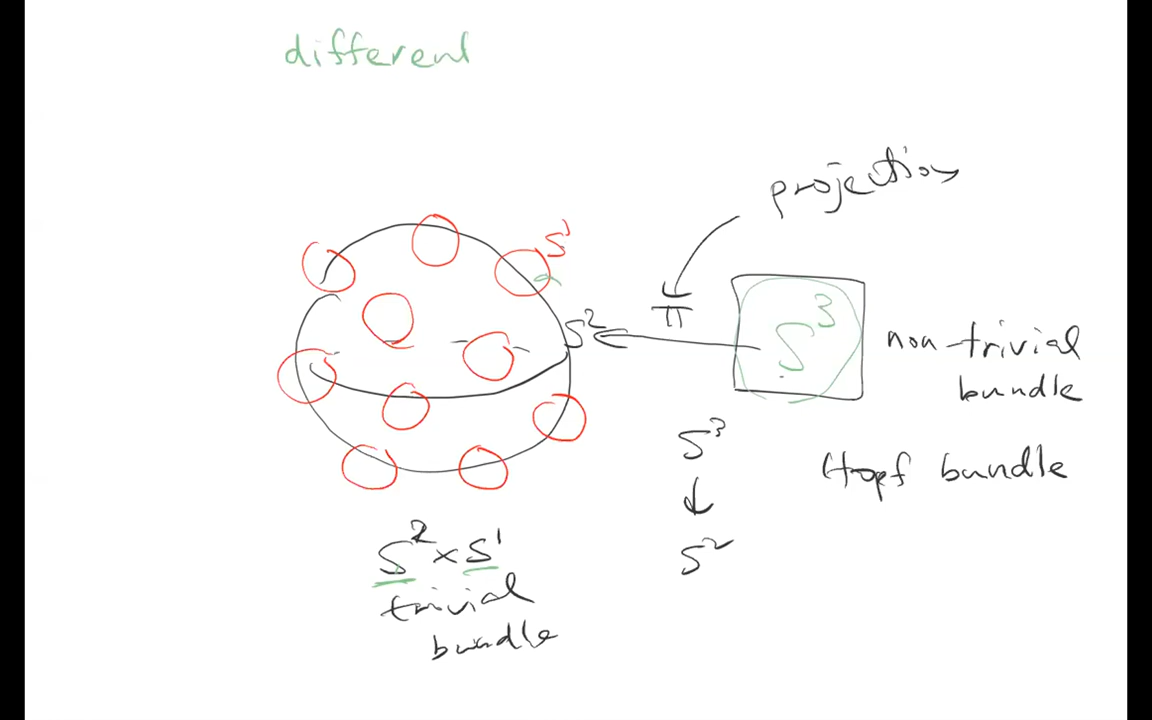 different
projection
S¹
S²
π
S³
non-trivial
bundle
S³
↓
S²
Hopf bundle
S² × S¹
trivial
bundle